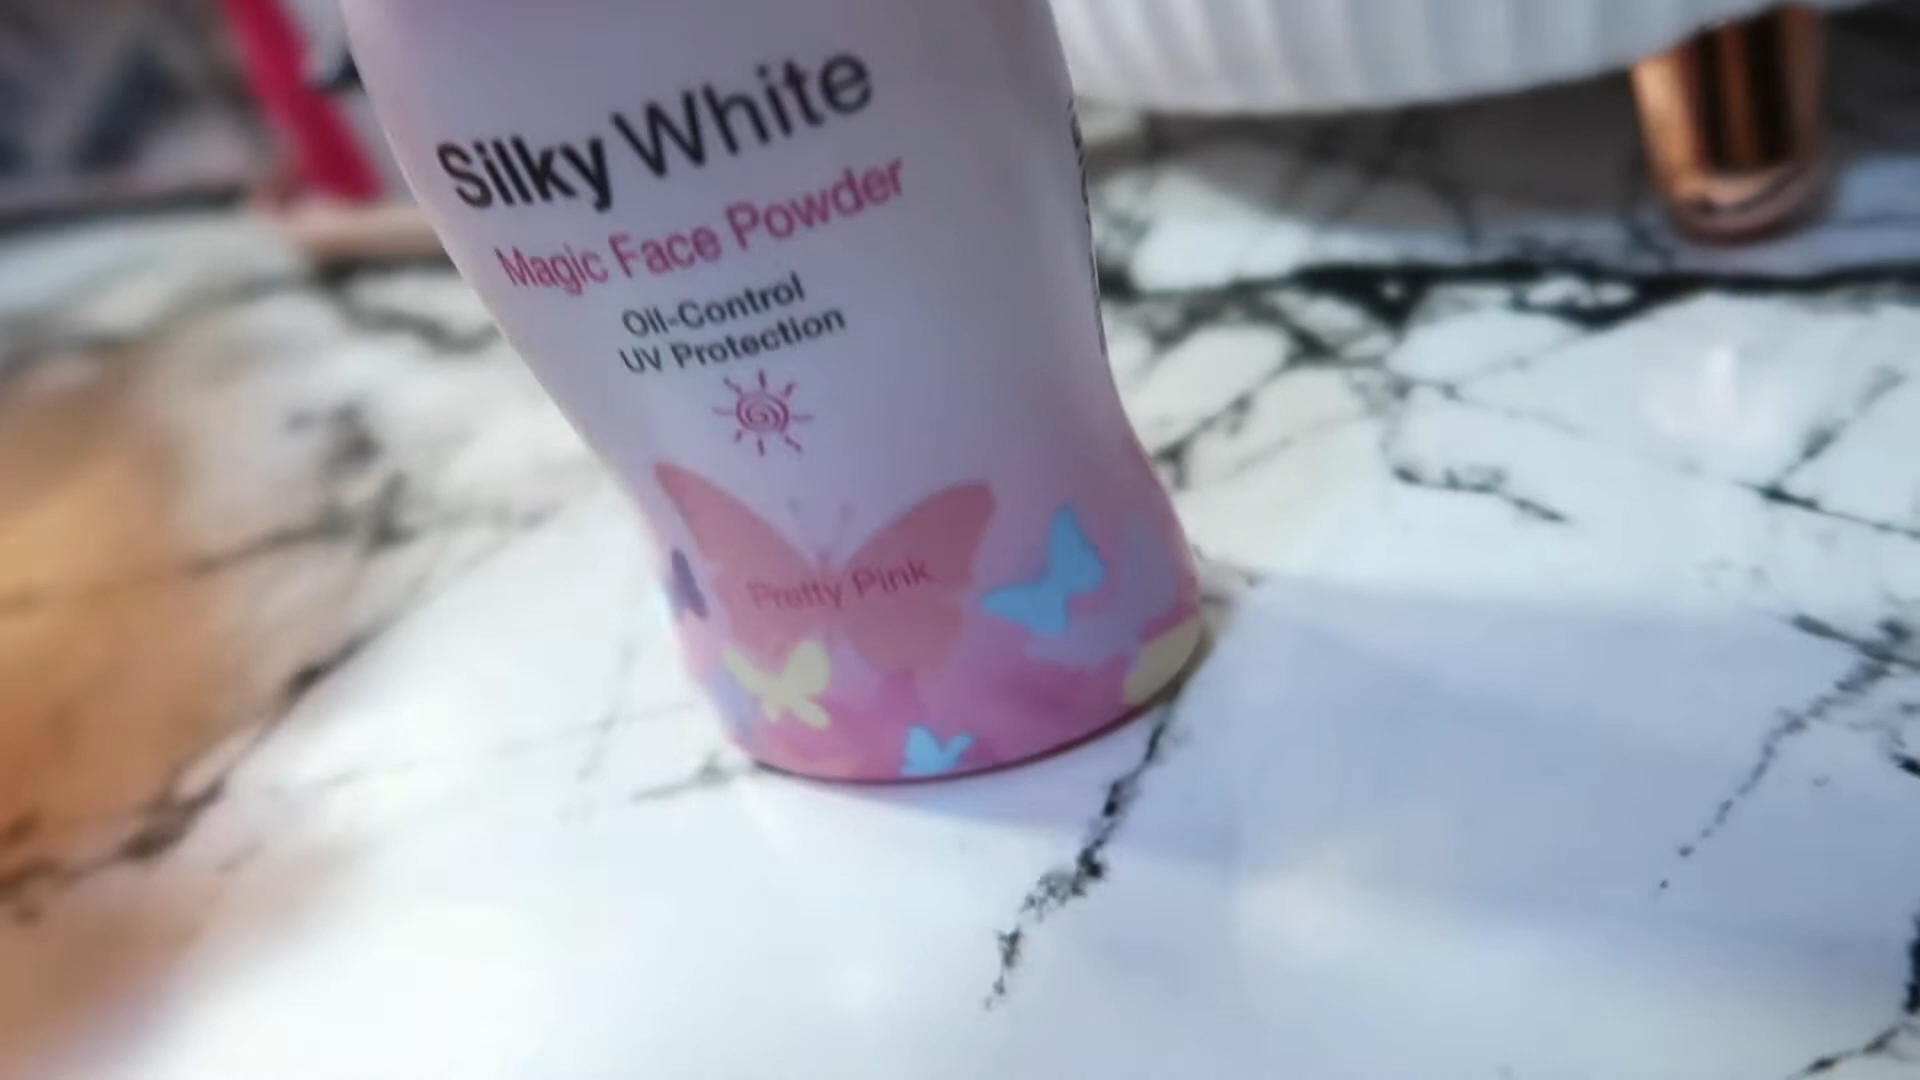 Silky White
Magic Face Powder
Oil-Control
UV Protection
Pretty Pink